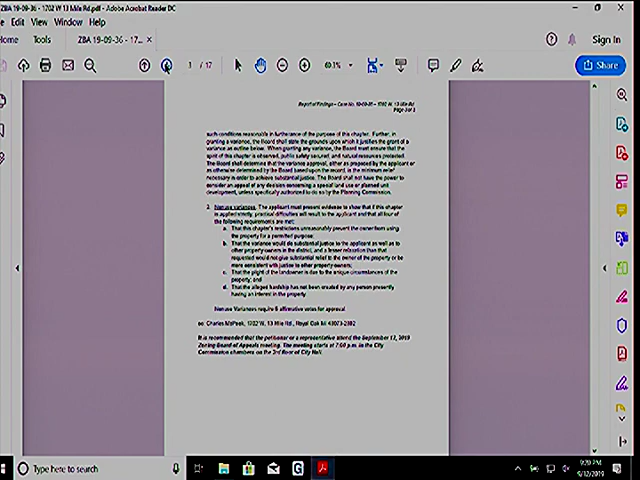 ZBA 19-09-36 - 1702 W 13 Mile Rd.pdf - Adobe Acrobat Reader DC
Edit View Window Help
Home Tools ZBA 19-09-36 - 17... × Sign In
3 / 17 60.1% Share
Report of Findings – Case No. 19-09-36 – 1702 W. 13 Mile Rd.
such conditions reasonable in furtherance of the purpose of this chapter. Further, in
granting a variance, the Board shall state the grounds upon which it justifies the grant of a
variance as outline below. When granting any variance, the Board must ensure that the
spirit of this chapter is observed, public safety secured, and natural resources protected.
The Board shall determine that the variance approval, either as proposed by the applicant or
as otherwise determined by the Board based upon the record, is the minimum relief
necessary in order to achieve substantial justice. The Board shall not have the power to
consider an appeal of any decision concerning a special land use or planned unit
development, unless specifically authorized to do so by the Planning Commission.
2. Non-use variances. The applicant must present evidence to show that if this chapter
is applied strictly, practical difficulties will result to the applicant and that all four of
the following requirements are met:
a. That this chapter's restrictions unreasonably prevent the owner from using
the property for a permitted purpose;
b. That the variance would do substantial justice to the applicant as well as to
other property owners in the district, and a lesser relaxation than that
requested would not give substantial relief to the owner of the property or be
more consistent with justice to other property owners;
c. That the plight of the landowner is due to the unique circumstances of the
property; and
d. That the alleged hardship has not been created by any person presently
having an interest in the property.
Non-use Variances require 5 affirmative votes for approval
cc: Charles McPeek, 1702 W. 13 Mile Rd., Royal Oak MI 48073-2382
It is recommended that the petitioner or a representative attend the September 12, 2019
Zoning Board of Appeals meeting. The meeting starts at 7:00 p.m. in the City
Commission chambers on the 3rd floor of City Hall.
Type here to search
9:20 PM
9/12/2019